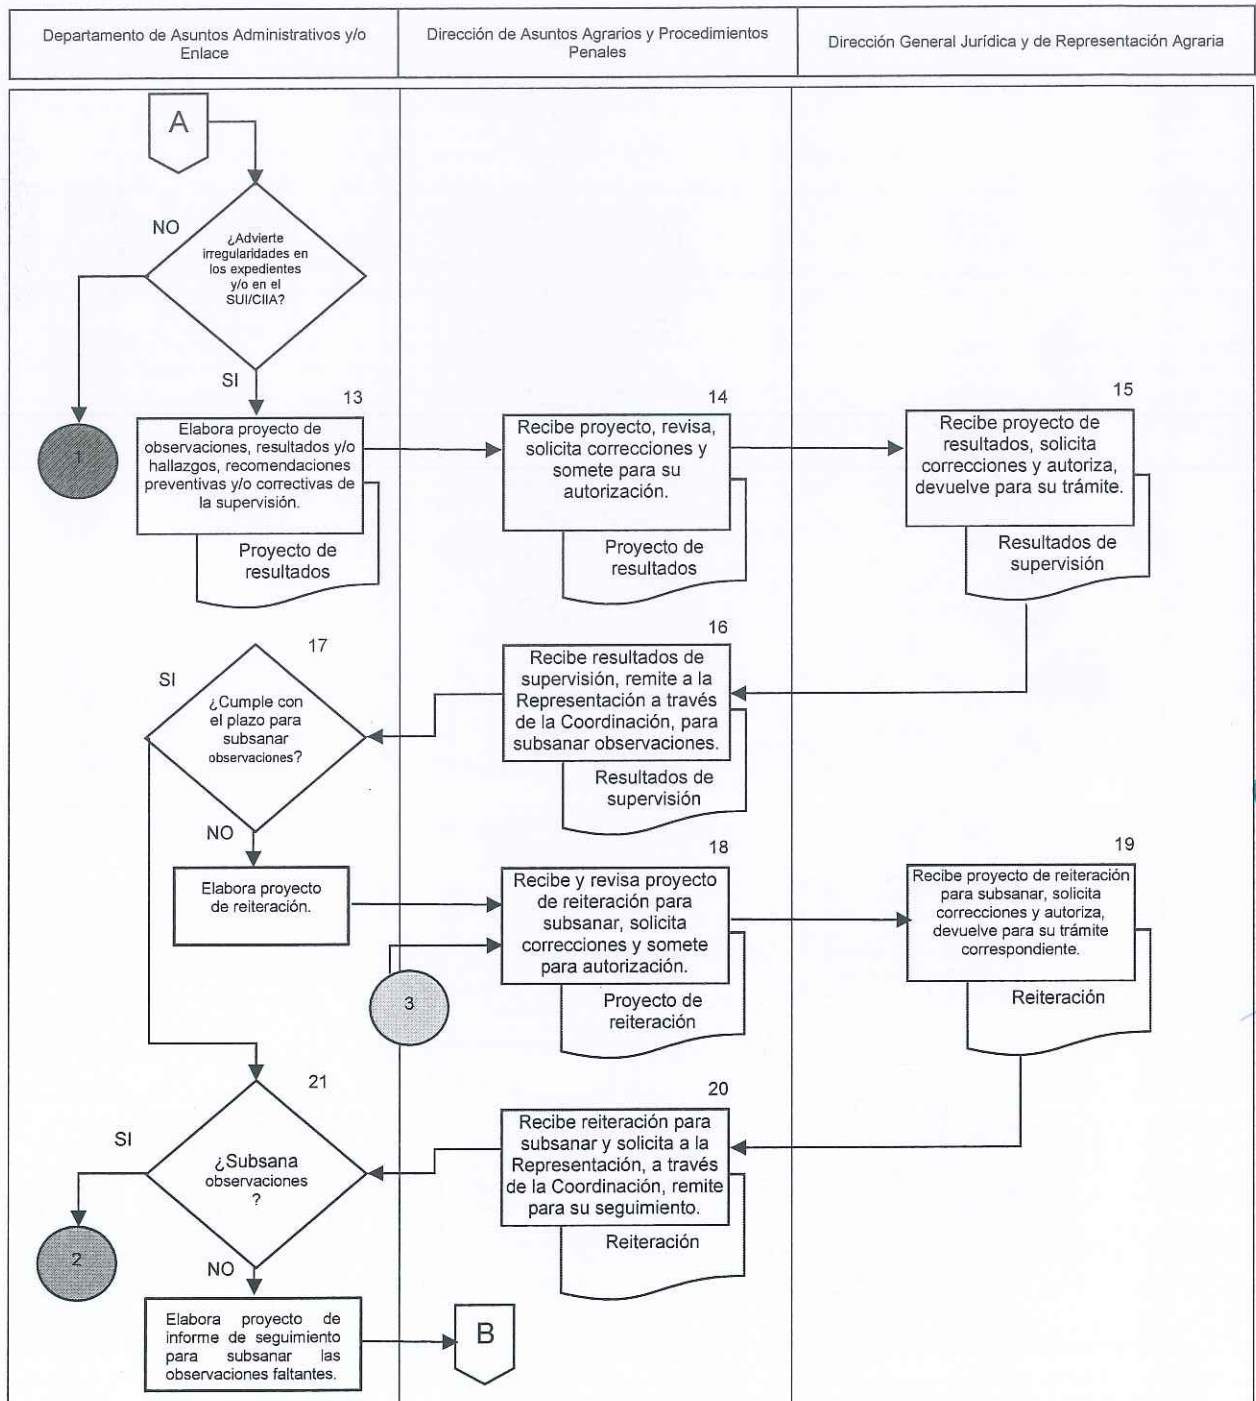 Departamento de Asuntos Administrativos y/o
Enlace
Dirección de Asuntos Agrarios y Procedimientos
Penales
Dirección General Jurídica y de Representación Agraria
A
NO
¿Advierte
irregularidades en
los expedientes
y/o en el
SUI/CIIA?
SI
1
13
Elabora proyecto de
observaciones, resultados y/o
hallazgos, recomendaciones
preventivas y/o correctivas de
la supervisión.
Proyecto de
resultados
14
Recibe proyecto, revisa,
solicita correcciones y
somete para su
autorización.
Proyecto de
resultados
15
Recibe proyecto de
resultados, solicita
correcciones y autoriza,
devuelve para su trámite.
Resultados de
supervisión
16
Recibe resultados de
supervisión, remite a la
Representación a través
de la Coordinación, para
subsanar observaciones.
Resultados de
supervisión
17
SI
¿Cumple con
el plazo para
subsanar
observaciones?
NO
Elabora proyecto
de reiteración.
18
Recibe y revisa proyecto
de reiteración para
subsanar, solicita
correcciones y somete
para autorización.
Proyecto de
reiteración
3
19
Recibe proyecto de reiteración
para subsanar, solicita
correcciones y autoriza,
devuelve para su trámite
correspondiente.
Reiteración
20
Recibe reiteración para
subsanar y solicita a la
Representación, a través
de la Coordinación, remite
para su seguimiento.
Reiteración
21
SI
¿Subsana
observaciones
?
2
NO
Elabora proyecto de
informe de seguimiento
para subsanar las
observaciones faltantes.
B